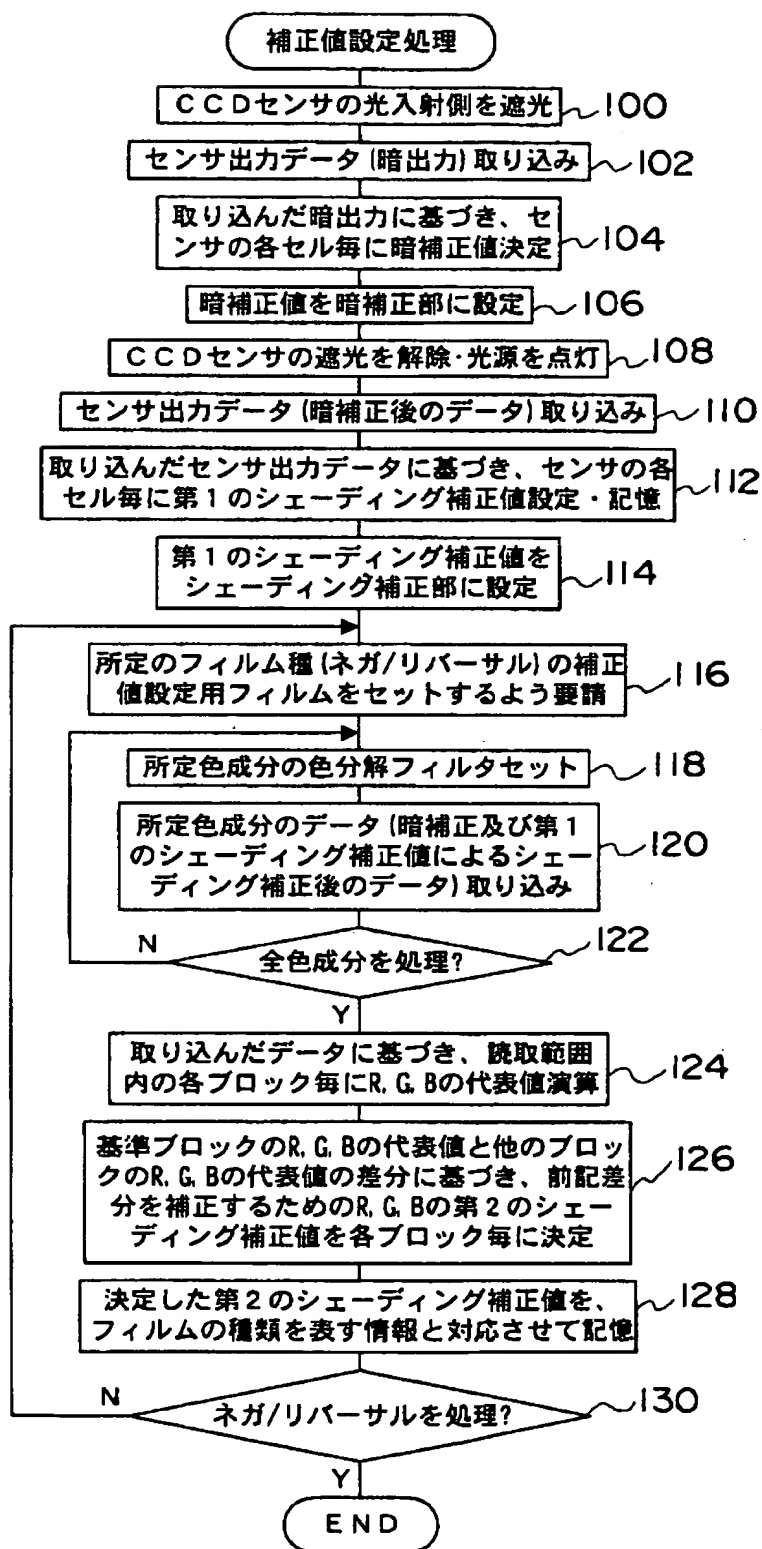 補正値設定処理
CCDセンサの光入射側を遮光
100
センサ出力データ(暗出力)取り込み
102
取り込んだ暗出力に基づき、セ
ンサの各セル毎に暗補正値決定
104
暗補正値を暗補正部に設定
106
CCDセンサの遮光を解除・光源を点灯
108
センサ出力データ(暗補正後のデータ)取り込み
110
取り込んだセンサ出力データに基づき、センサの各
セル毎に第1のシェーディング補正値設定・記憶
112
第1のシェーディング補正値を
シェーディング補正部に設定
114
所定のフィルム種(ネガ/リバーサル)の補正
値設定用フィルムをセットするよう要請
116
所定色成分の色分解フィルタセット
118
所定色成分のデータ(暗補正及び第1
のシェーディング補正値によるシェー
ディング補正後のデータ)取り込み
120
N
全色成分を処理?
122
Y
取り込んだデータに基づき、読取範囲
内の各ブロック毎にR,G,Bの代表値演算
124
基準ブロックのR,G,Bの代表値と他のブロッ
クのR,G,Bの代表値の差分に基づき、前記差
分を補正するためのR,G,Bの第2のシェー
ディング補正値を各ブロック毎に決定
126
決定した第2のシェーディング補正値を、
フィルムの種類を表す情報と対応させて記憶
128
N
ネガ/リバーサルを処理?
130
Y
END